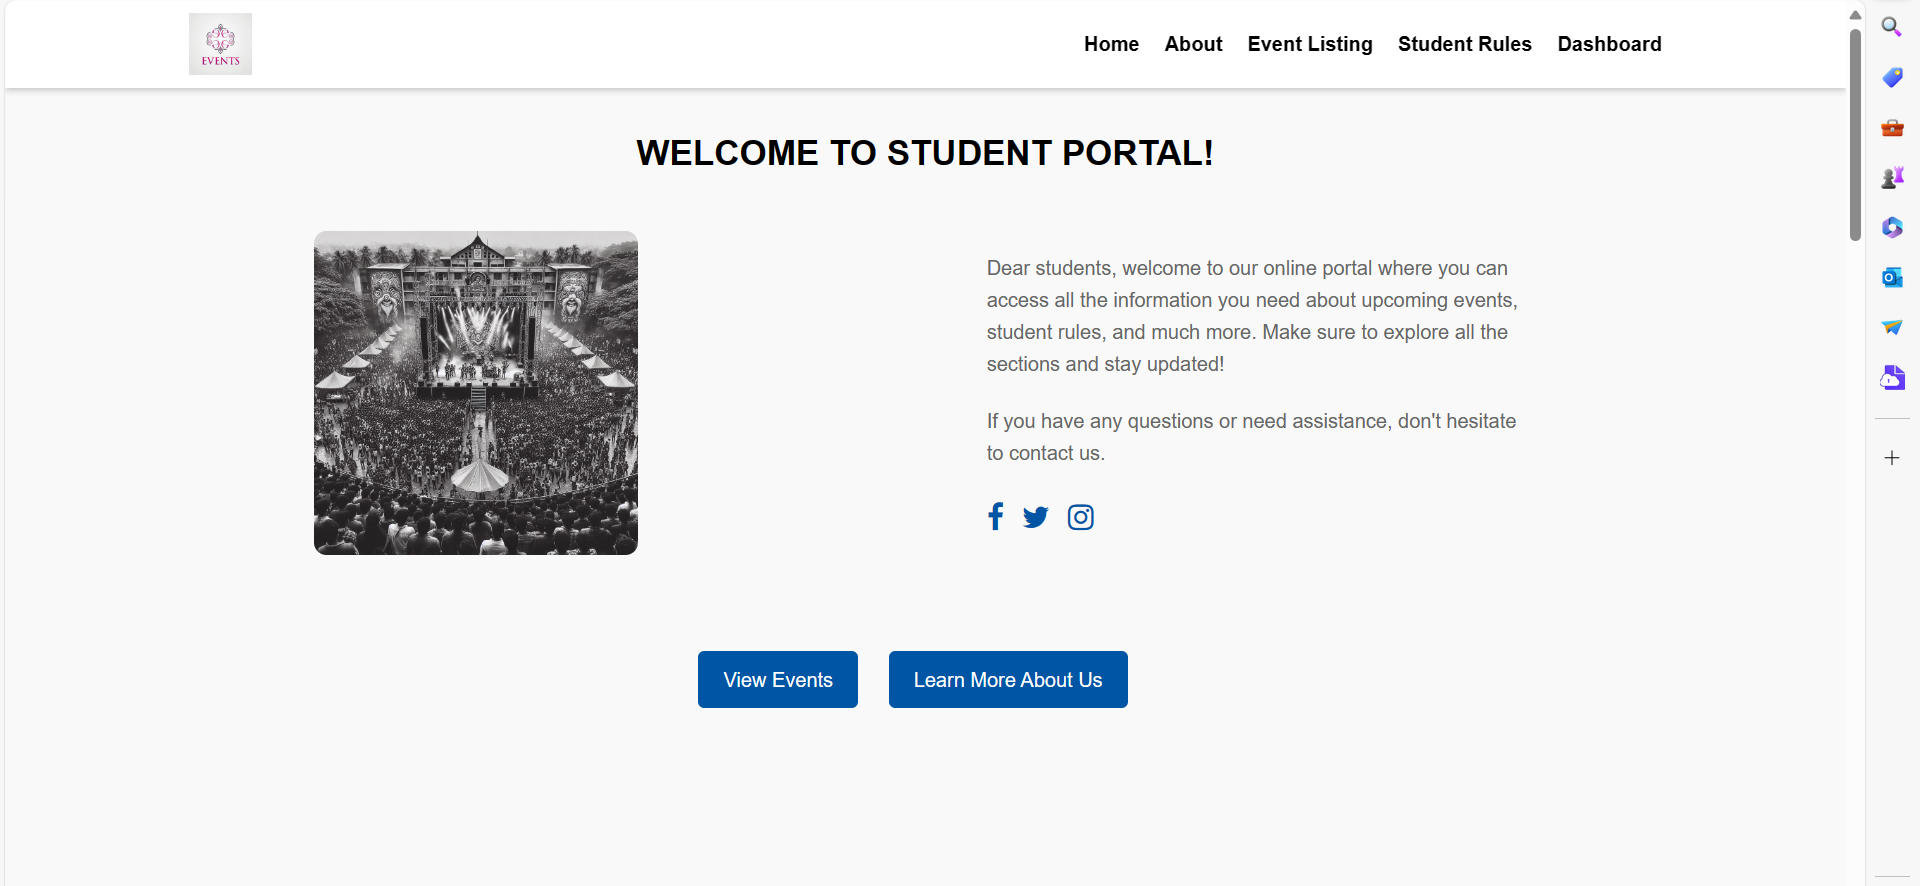 EVENTS
Home About Event Listing Student Rules Dashboard
WELCOME TO STUDENT PORTAL!
Dear students, welcome to our online portal where you can
access all the information you need about upcoming events,
student rules, and much more. Make sure to explore all the
sections and stay updated!
If you have any questions or need assistance, don't hesitate
to contact us.
View Events Learn More About Us